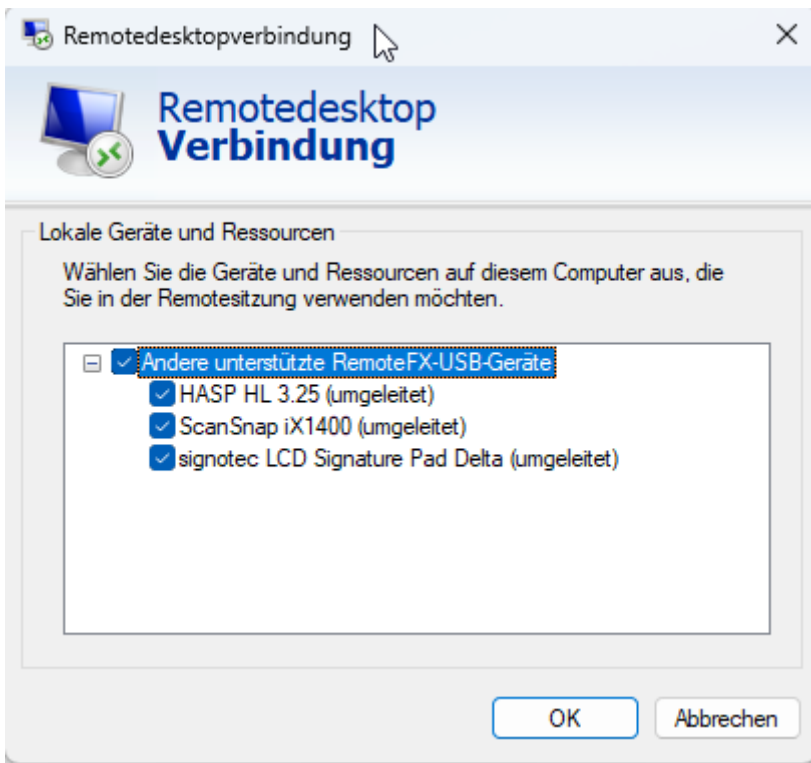 Remotedesktopverbindung
Remotedesktop
Verbindung
Lokale Geräte und Ressourcen
Wählen Sie die Geräte und Ressourcen auf diesem Computer aus, die
Sie in der Remotesitzung verwenden möchten.
Andere unterstützte RemoteFX-USB-Geräte
HASP HL 3.25 (umgeleitet)
ScanSnap iX1400 (umgeleitet)
signotec LCD Signature Pad Delta (umgeleitet)
OK
Abbrechen